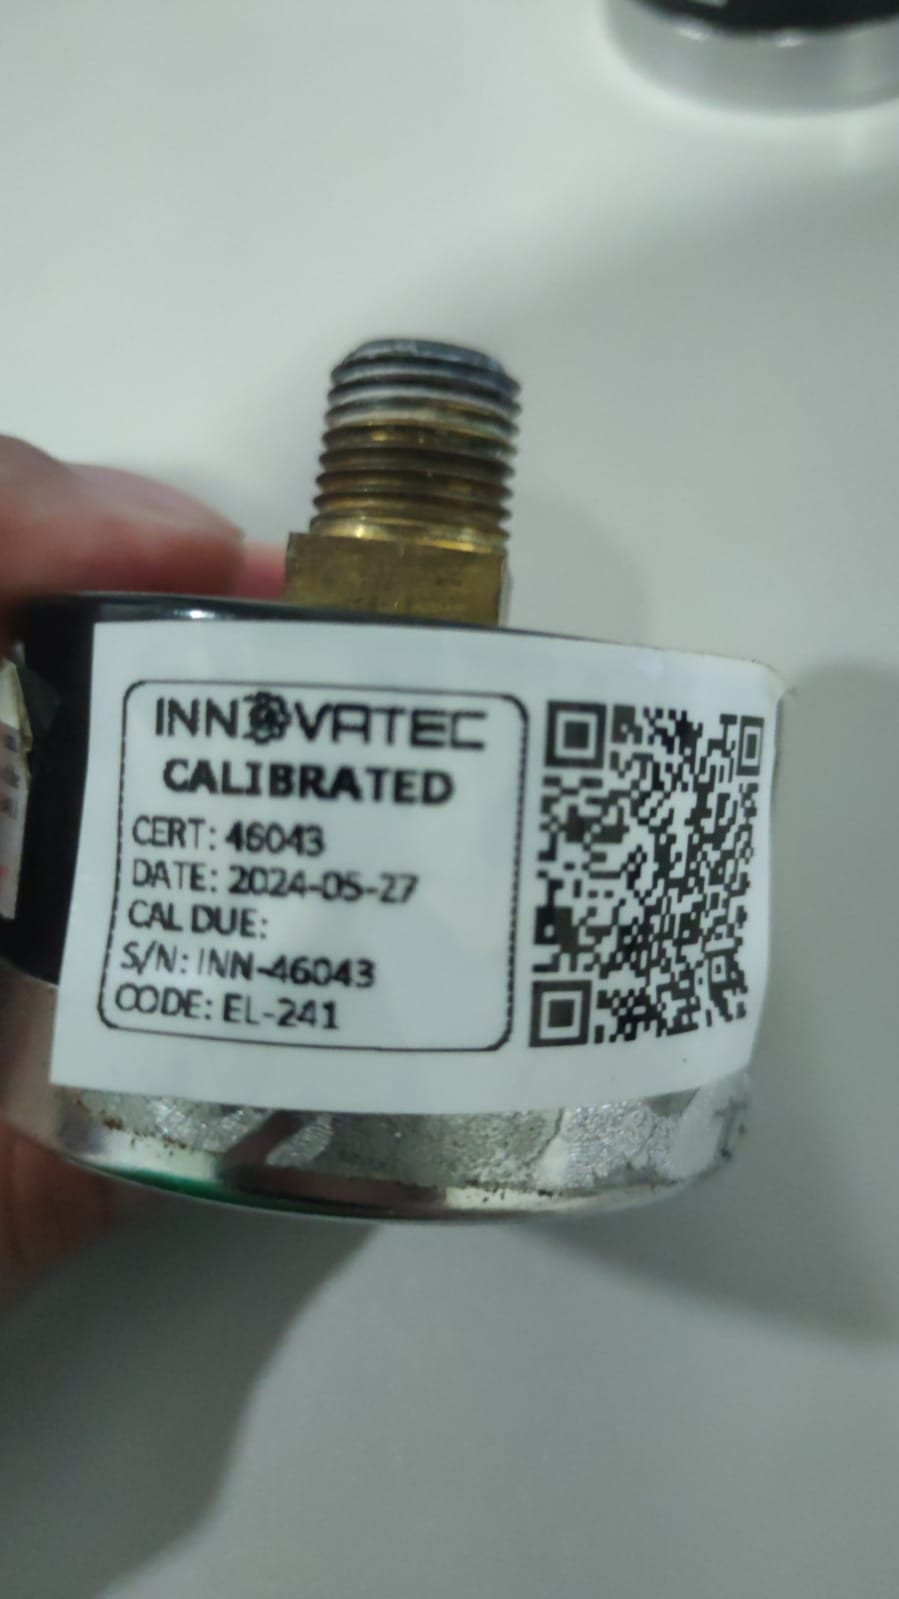 INNOVATEC
CALIBRATED
CERT: 46043
DATE: 2024-05-27
CAL DUE:
S/N: INN-46043
CODE: EL-241